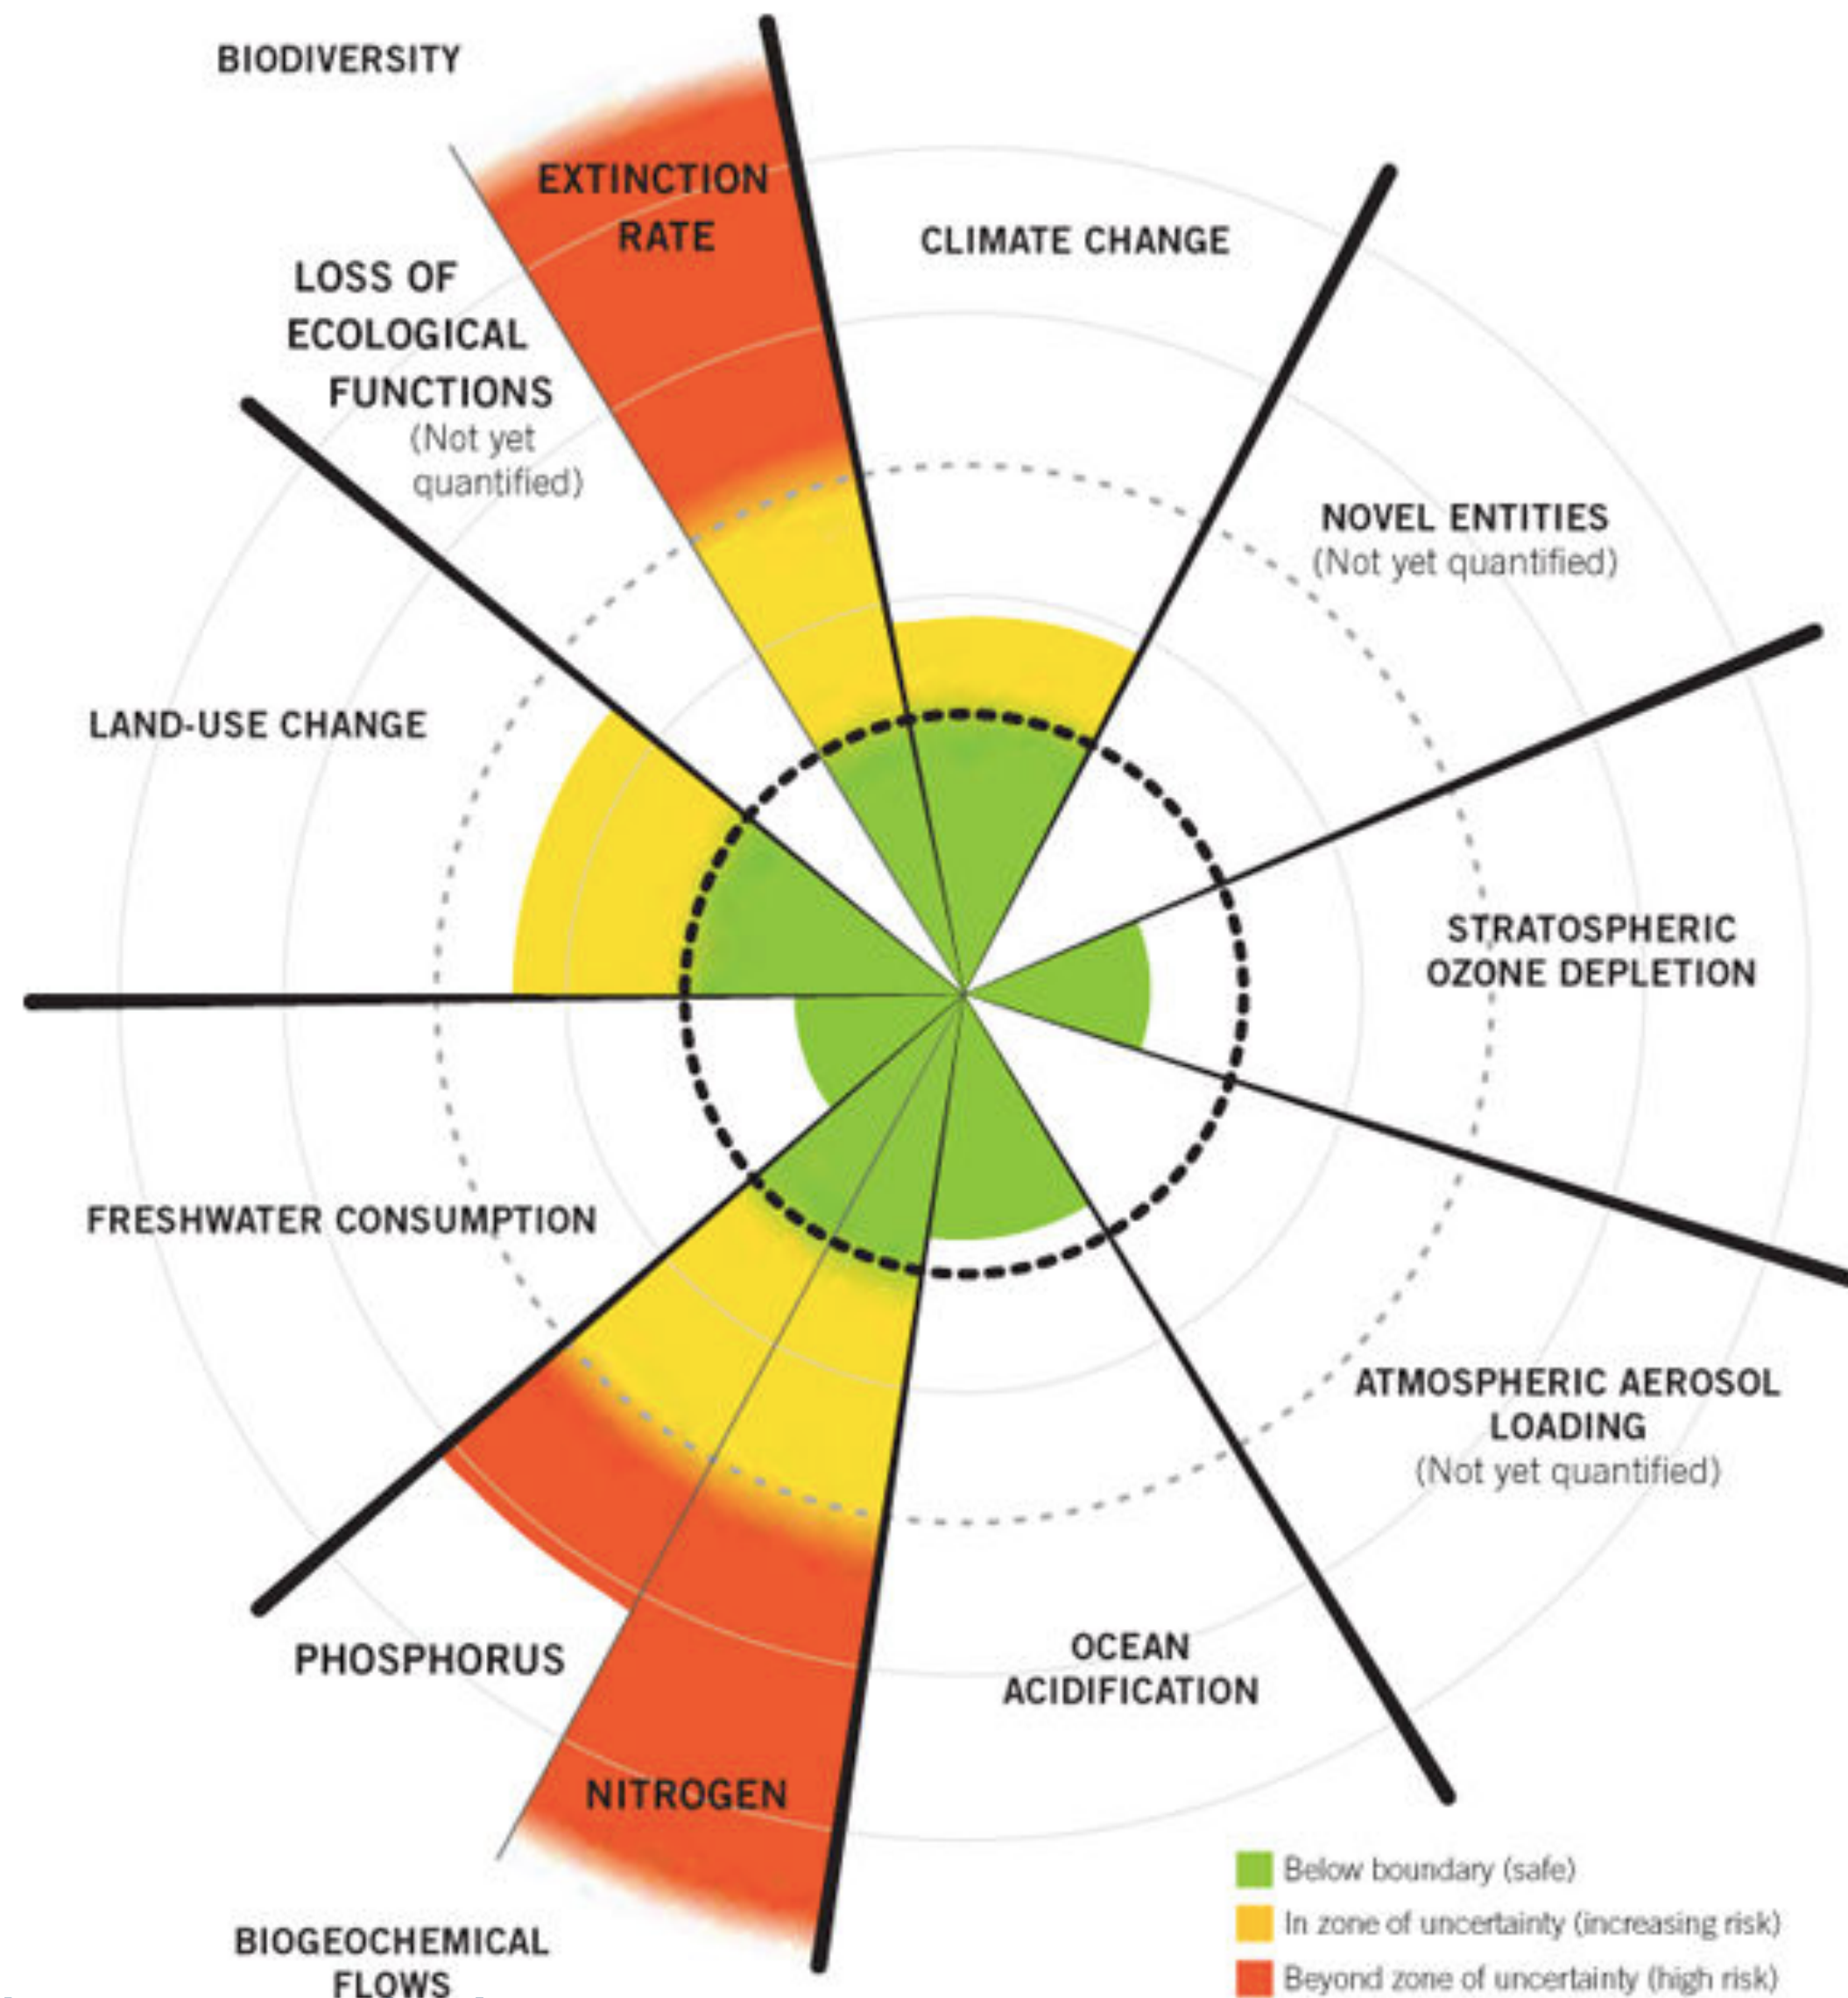 BIODIVERSITY
EXTINCTION
RATE
CLIMATE CHANGE
LOSS OF
ECOLOGICAL
FUNCTIONS
(Not yet
quantified)
NOVEL ENTITIES
(Not yet quantified)
LAND-USE CHANGE
STRATOSPHERIC
OZONE DEPLETION
FRESHWATER CONSUMPTION
ATMOSPHERIC AEROSOL
LOADING
(Not yet quantified)
PHOSPHORUS
OCEAN
ACIDIFICATION
NITROGEN
BIOGEOCHEMICAL
FLOWS
Below boundary (safe)
In zone of uncertainty (increasing risk)
Beyond zone of uncertainty (high risk)